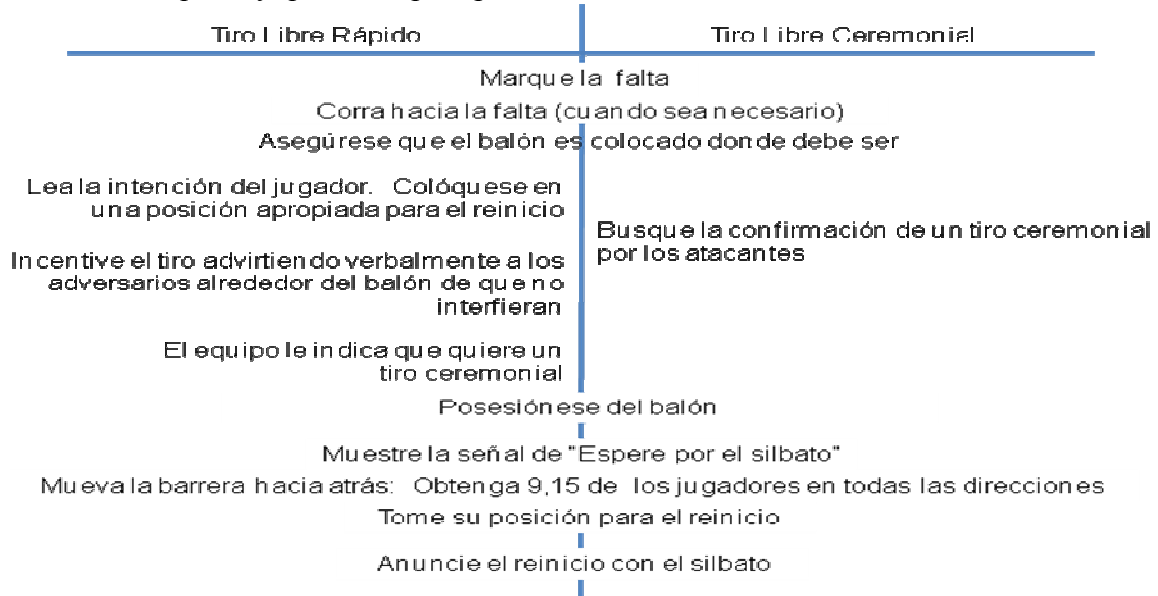 Tiro Libre Rápido
Tiro Libre Ceremonial
Marque la falta
Corra hacia la falta (cuando sea necesario)
Asegúrese que el balón es colocado donde debe ser
Lea la intención del jugador. Colóquese en
una posición apropiada para el reinicio
Incentive el tiro advirtiendo verbalmente a los
adversarios alrededor del balón de que no
interfieran
El equipo le indica que quiere un
tiro ceremonial
Busque la confirmación de un tiro ceremonial
por los atacantes
Posesiónese del balón
Muestre la señal de "Espere por el silbato"
Mueva la barrera hacia atrás: Obtenga 9,15 de los jugadores en todas las direcciones
Tome su posición para el reinicio
Anuncie el reinicio con el silbato